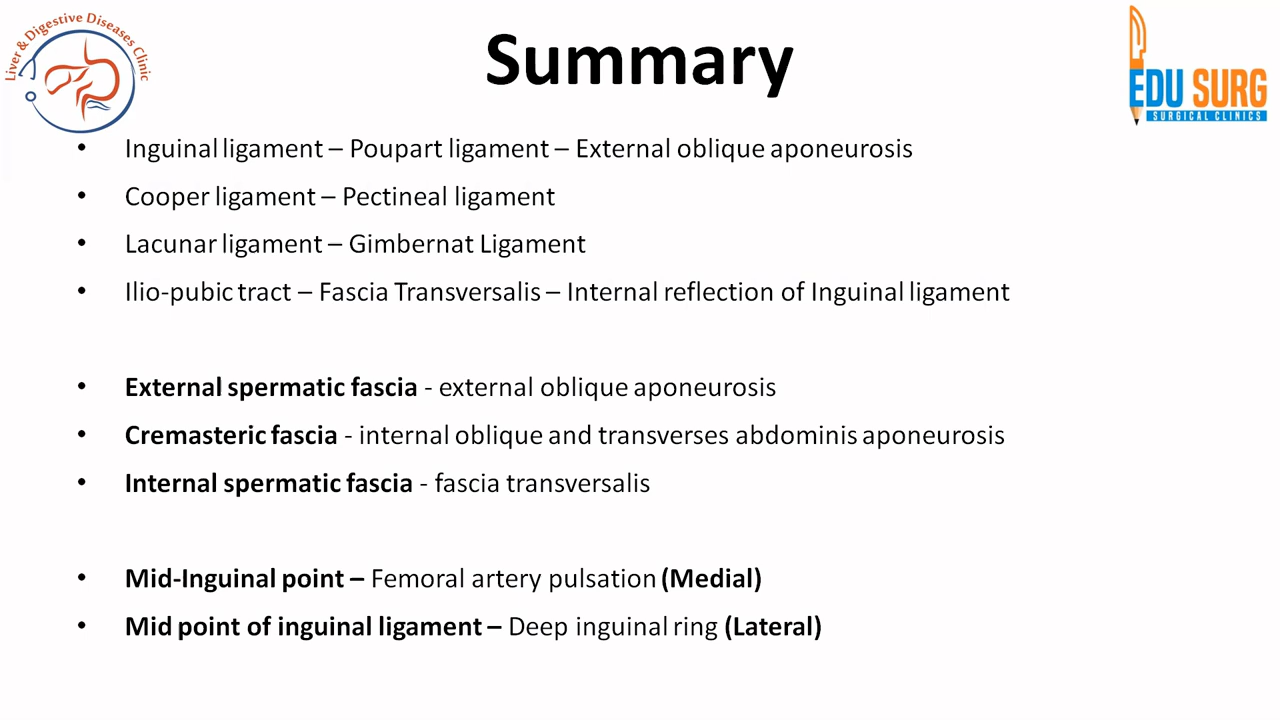 Liver & Digestive Diseases Clinic
Summary
EDU SURG
SURGICAL CLINICS
• Inguinal ligament – Poupart ligament – External oblique aponeurosis
• Cooper ligament – Pectineal ligament
• Lacunar ligament – Gimbernat Ligament
• Ilio-pubic tract – Fascia Transversalis – Internal reflection of Inguinal ligament
• External spermatic fascia - external oblique aponeurosis
• Cremasteric fascia - internal oblique and transverses abdominis aponeurosis
• Internal spermatic fascia - fascia transversalis
• Mid-Inguinal point – Femoral artery pulsation (Medial)
• Mid point of inguinal ligament – Deep inguinal ring (Lateral)